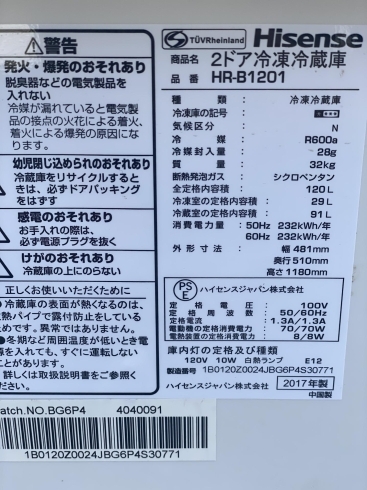 警告
発火・爆発のおそれあり
脱臭器などの電気製品を
入れない
冷媒が漏れていると電気製
品の接点の火花による着火、
着火による発火の原因にな
ります。
幼児閉じ込められのおそれあり
冷蔵庫をリサイクルすると
きは、必ずドアパッキング
をはずす
感電のおそれあり
お手入れの際は、
必ず電源プラグを抜く
けがのおそれあり
冷蔵庫の上にのらない
正しくお使いいただくために
●冷蔵庫の表面が熱くなるのは、
熱パイプで露付きを防止している
ためです。異常ではありません。
●冬期など周囲温度が低いとき
入れても、すぐに運転しない
ことがあります。
詳しくは取扱説明書をご覧ください
TÜVRheinland Hisense
商品名 2ドア冷凍冷蔵庫
品番 HR-B1201
種類: 冷凍冷蔵庫
冷凍庫の記号:
気候区分: N
冷媒: R600a
冷媒封入量: 28g
質量: 32kg
断熱発泡ガス: シクロペンタン
全定格内容積: 120L
冷凍室の定格内容積: 29L
冷蔵室の定格内容積: 91L
消費電力量: 50Hz 232kWh/年
60Hz 232kWh/年
外形寸法: 幅 481mm
奥行 510mm
高さ 1180mm
PSE ハイセンスジャパン株式会社
定格電圧: 100V
定格周波数: 50/60Hz
定格電流: 1.3A/1.3A
電動機の定格消費電力: 70/70W
電熱装置の定格消費電力: 8/8W
庫内灯の定格及び種類
120V 10W 白熱ランプ E12
製造番号: 1B0120Z0024JBG6P4S30771
ハイセンスジャパン株式会社
2017年製
中国製
atch.NO.BG6P4 4040091
1B0120Z0024JBG6P4S30771